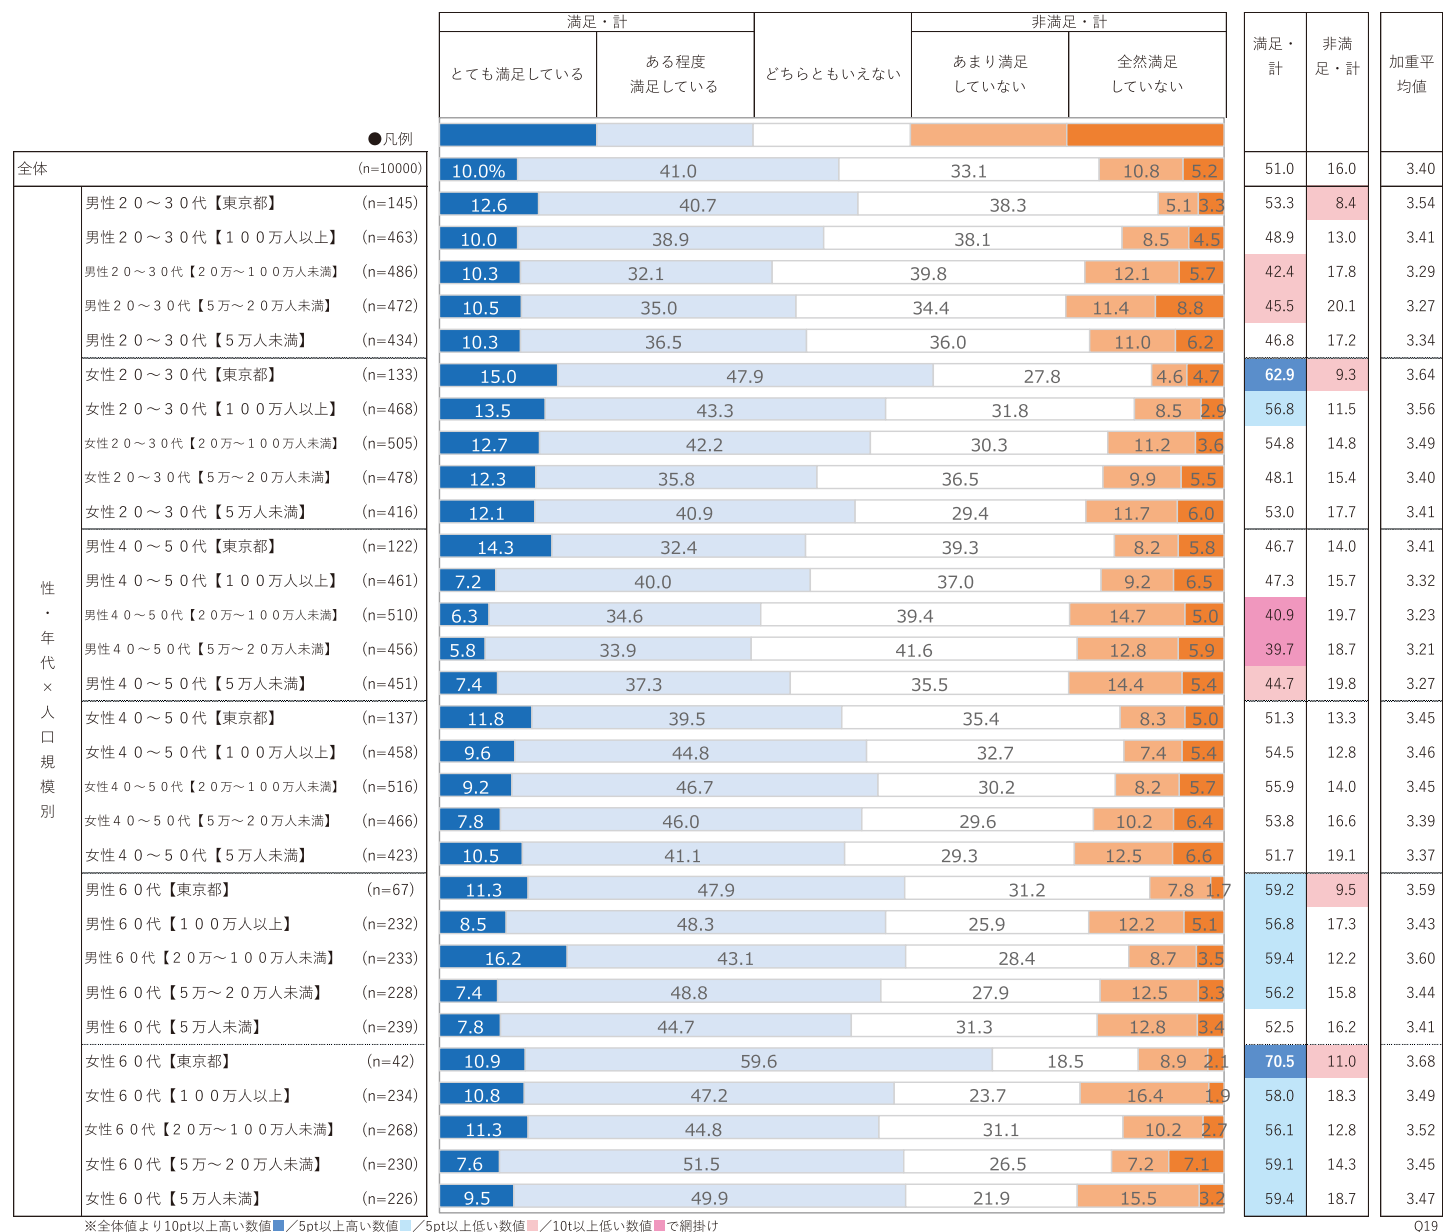 満足・計 非満足・計
とても満足している ある程度 満足している どちらともいえない あまり満足 していない 全然満足 していない 満足・計 非満足・計 加重平均値
●凡例
全体 (n=10000) 10.0% 41.0 33.1 10.8 5.2 51.0 16.0 3.40
性・年代×人口規模別
男性２０～３０代【東京都】 (n=145) 12.6 40.7 38.3 5.1 3.3 53.3 8.4 3.54
男性２０～３０代【１００万人以上】 (n=463) 10.0 38.9 38.1 8.5 4.5 48.9 13.0 3.41
男性２０～３０代【２０万～１００万人未満】 (n=486) 10.3 32.1 39.8 12.1 5.7 42.4 17.8 3.29
男性２０～３０代【５万～２０万人未満】 (n=472) 10.5 35.0 34.4 11.4 8.8 45.5 20.1 3.27
男性２０～３０代【５万人未満】 (n=434) 10.3 36.5 36.0 11.0 6.2 46.8 17.2 3.34
女性２０～３０代【東京都】 (n=133) 15.0 47.9 27.8 4.6 4.7 62.9 9.3 3.64
女性２０～３０代【１００万人以上】 (n=468) 13.5 43.3 31.8 8.5 2.9 56.8 11.5 3.56
女性２０～３０代【２０万～１００万人未満】 (n=505) 12.7 42.2 30.3 11.2 3.6 54.8 14.8 3.49
女性２０～３０代【５万～２０万人未満】 (n=478) 12.3 35.8 36.5 9.9 5.5 48.1 15.4 3.40
女性２０～３０代【５万人未満】 (n=416) 12.1 40.9 29.4 11.7 6.0 53.0 17.7 3.41
男性４０～５０代【東京都】 (n=122) 14.3 32.4 39.3 8.2 5.8 46.7 14.0 3.41
男性４０～５０代【１００万人以上】 (n=461) 7.2 40.0 37.0 9.2 6.5 47.3 15.7 3.32
男性４０～５０代【２０万～１００万人未満】 (n=510) 6.3 34.6 39.4 14.7 5.0 40.9 19.7 3.23
男性４０～５０代【５万～２０万人未満】 (n=456) 5.8 33.9 41.6 12.8 5.9 39.7 18.7 3.21
男性４０～５０代【５万人未満】 (n=451) 7.4 37.3 35.5 14.4 5.4 44.7 19.8 3.27
女性４０～５０代【東京都】 (n=137) 11.8 39.5 35.4 8.3 5.0 51.3 13.3 3.45
女性４０～５０代【１００万人以上】 (n=458) 9.6 44.8 32.7 7.4 5.4 54.5 12.8 3.46
女性４０～５０代【２０万～１００万人未満】 (n=516) 9.2 46.7 30.2 8.2 5.7 55.9 14.0 3.45
女性４０～５０代【５万～２０万人未満】 (n=466) 7.8 46.0 29.6 10.2 6.4 53.8 16.6 3.39
女性４０～５０代【５万人未満】 (n=423) 10.5 41.1 29.3 12.5 6.6 51.7 19.1 3.37
男性６０代【東京都】 (n=67) 11.3 47.9 31.2 7.8 1.7 59.2 9.5 3.59
男性６０代【１００万人以上】 (n=232) 8.5 48.3 25.9 12.2 5.1 56.8 17.3 3.43
男性６０代【２０万～１００万人未満】 (n=233) 16.2 43.1 28.4 8.7 3.5 59.4 12.2 3.60
男性６０代【５万～２０万人未満】 (n=228) 7.4 48.8 27.9 12.5 3.3 56.2 15.8 3.44
男性６０代【５万人未満】 (n=239) 7.8 44.7 31.3 12.8 3.4 52.5 16.2 3.41
女性６０代【東京都】 (n=42) 10.9 59.6 18.5 8.9 2.1 70.5 11.0 3.68
女性６０代【１００万人以上】 (n=234) 10.8 47.2 23.7 16.4 1.9 58.0 18.3 3.49
女性６０代【２０万～１００万人未満】 (n=268) 11.3 44.8 31.1 10.2 2.7 56.1 12.8 3.52
女性６０代【５万～２０万人未満】 (n=230) 7.6 51.5 26.5 7.2 7.1 59.1 14.3 3.45
女性６０代【５万人未満】 (n=226) 9.5 49.9 21.9 15.5 3.2 59.4 18.7 3.47
※全体値より10pt以上高い数値■／5pt以上高い数値■／5pt以上低い数値■／10t以上低い数値■で網掛け Q19